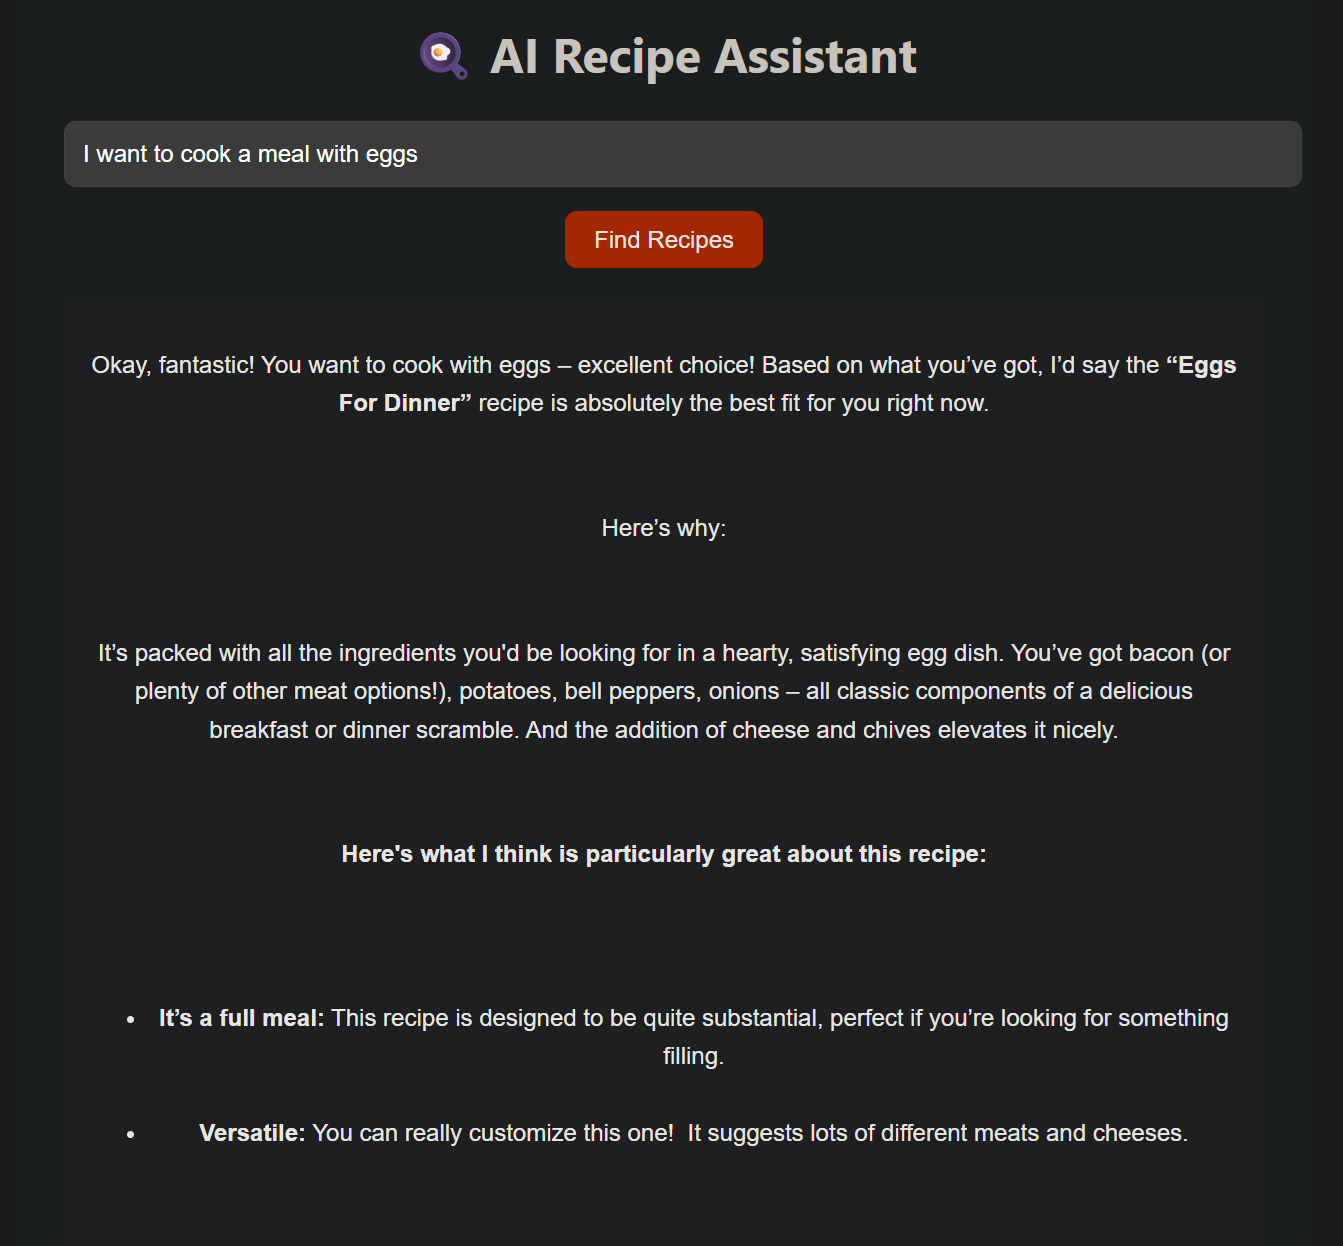 AI Recipe Assistant
I want to cook a meal with eggs
Find Recipes
Okay, fantastic! You want to cook with eggs – excellent choice! Based on what you’ve got, I’d say the “Eggs
For Dinner” recipe is absolutely the best fit for you right now.
Here’s why:
It’s packed with all the ingredients you'd be looking for in a hearty, satisfying egg dish. You’ve got bacon (or
plenty of other meat options!), potatoes, bell peppers, onions – all classic components of a delicious
breakfast or dinner scramble. And the addition of cheese and chives elevates it nicely.
Here's what I think is particularly great about this recipe:
• It’s a full meal: This recipe is designed to be quite substantial, perfect if you’re looking for something
filling.
• Versatile: You can really customize this one!  It suggests lots of different meats and cheeses.